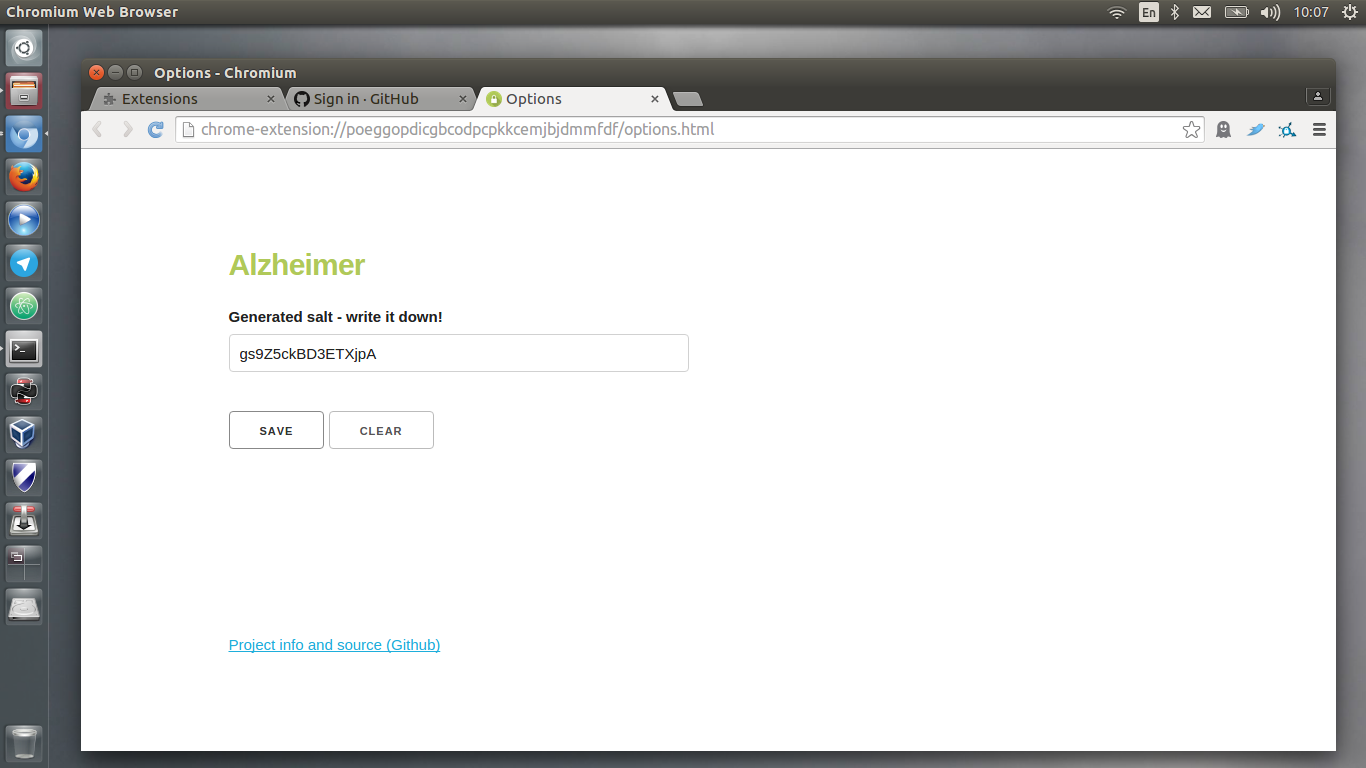 Chromium Web Browser
En
10:07
Options - Chromium
Extensions
Sign in · GitHub
Options
chrome-extension://poeggopdicgbcodpcpkkcemjbjdmmfdf/options.html
Alzheimer
Generated salt - write it down!
gs9Z5ckBD3ETXjpA
SAVE
CLEAR
Project info and source (Github)